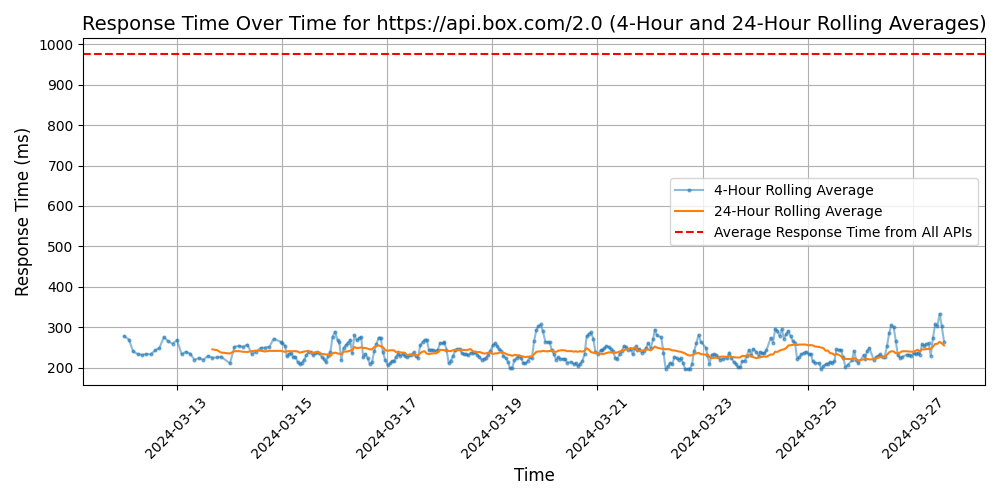 Response Time Over Time for https://api.box.com/2.0 (4-Hour and 24-Hour Rolling Averages)
1000
900
800
700
600
500
400
300
200
Response Time (ms)
4-Hour Rolling Average
24-Hour Rolling Average
Average Response Time from All APIs
2024-03-13
2024-03-15
2024-03-17
2024-03-19
2024-03-21
2024-03-23
2024-03-25
2024-03-27
Time